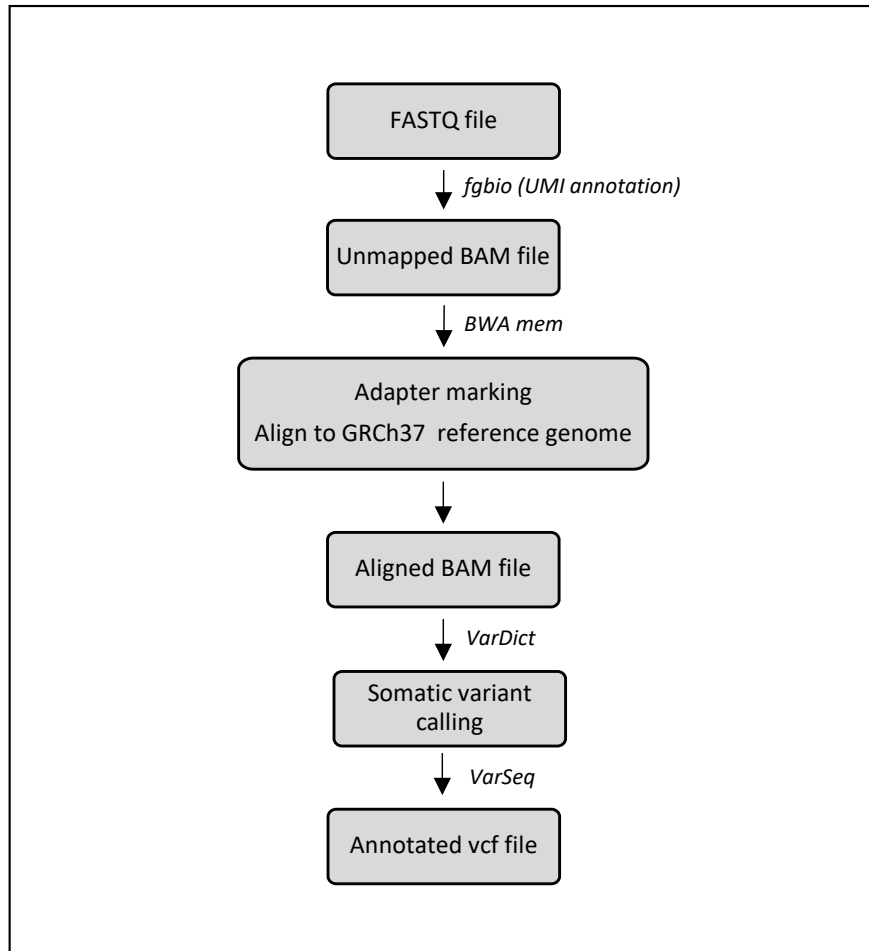 FASTQ file
fgbio (UMI annotation)
Unmapped BAM file
BWA mem
Adapter marking
Align to GRCh37  reference genome
Aligned BAM file
VarDict
Somatic variant
calling
VarSeq
Annotated vcf file